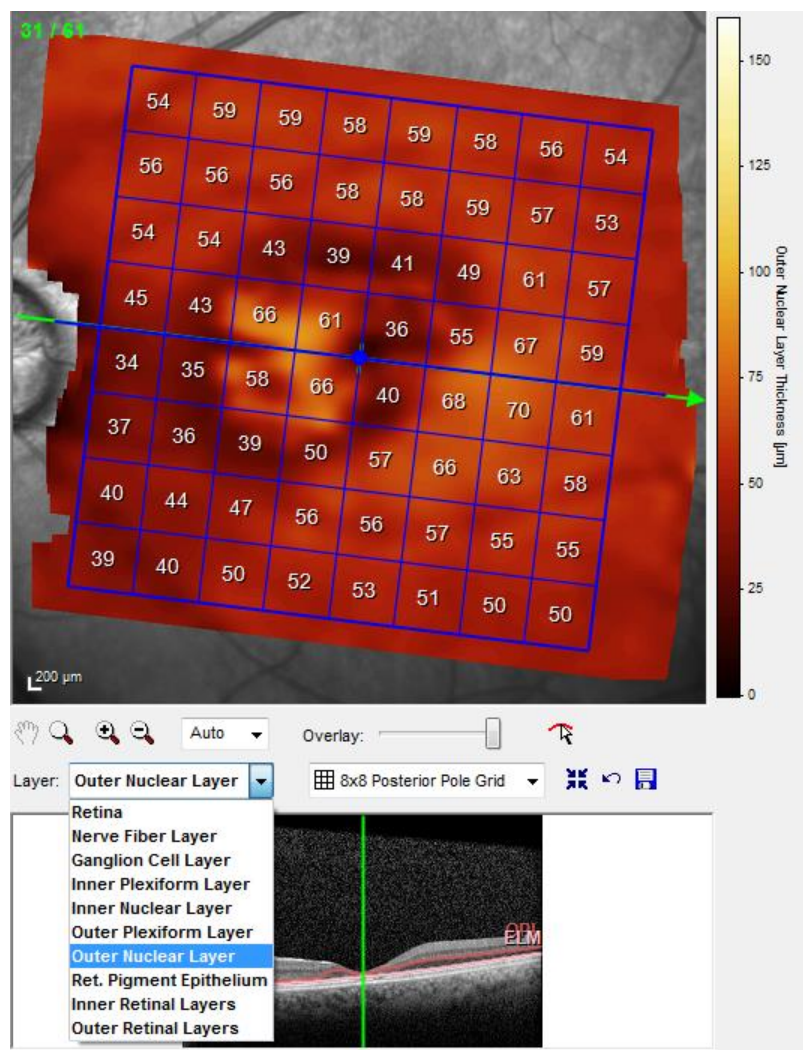 31 / 61
54 59 59 58 59 58 56 54
56 56 56 58 58 59 57 53
54 54 43 39 41 49 61 57
45 43 66 61 36 55 67 59
34 35 58 66 40 68 70 61
37 36 39 50 57 66 63 58
40 44 47 56 56 57 55 55
39 40 50 52 53 51 50 50
200 µm
150
125
100
75
50
25
0
Outer Nuclear Layer Thickness [µm]
Auto
Overlay:
Layer: Outer Nuclear Layer
8x8 Posterior Pole Grid
Retina
Nerve Fiber Layer
Ganglion Cell Layer
Inner Plexiform Layer
Inner Nuclear Layer
Outer Plexiform Layer
Outer Nuclear Layer
Ret. Pigment Epithelium
Inner Retinal Layers
Outer Retinal Layers
OPL
ELM